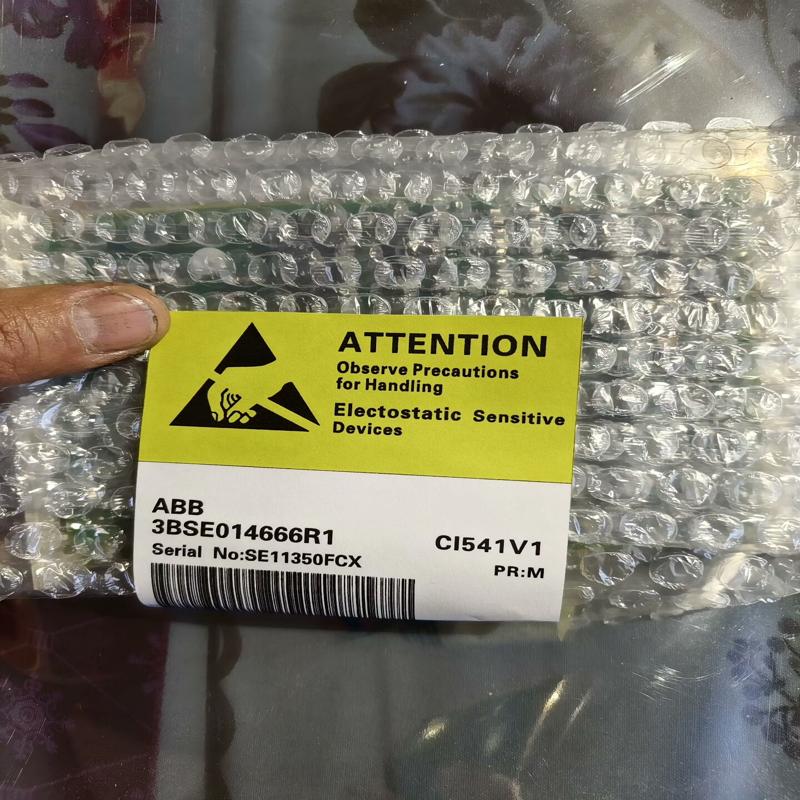 ATTENTION
Observe Precautions
for Handling
Electostatic Sensitive
Devices
ABB
3BSE014666R1
CI541V1
Serial No:SE11350FCX
PR:M